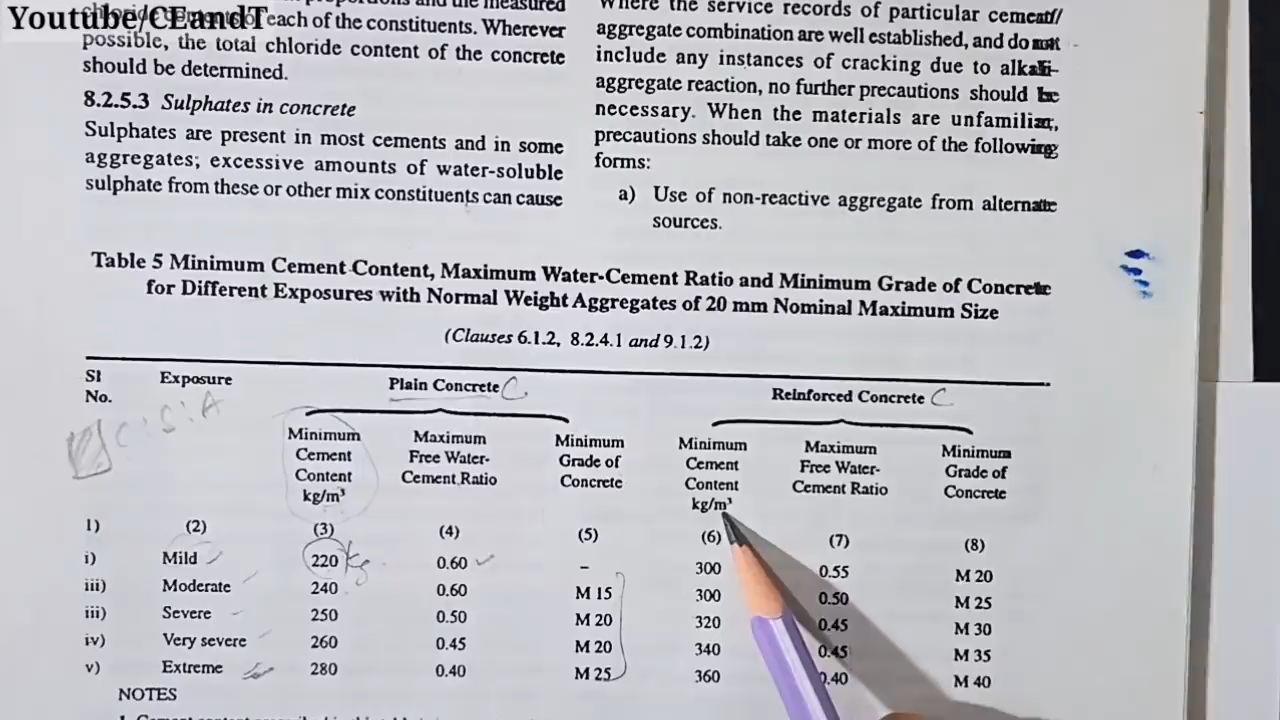 Youtube/CEandT
each of the constituents. Wherever
possible, the total chloride content of the concrete
should be determined.
8.2.5.3 Sulphates in concrete
Sulphates are present in most cements and in some
aggregates; excessive amounts of water-soluble
sulphate from these or other mix constituents can cause
Where the service records of particular cement/
aggregate combination are well established, and do not
include any instances of cracking due to alkali-
aggregate reaction, no further precautions should be
necessary. When the materials are unfamiliar,
precautions should take one or more of the following
forms:
a) Use of non-reactive aggregate from alternate
sources.
Table 5 Minimum Cement Content, Maximum Water-Cement Ratio and Minimum Grade of Concrete
for Different Exposures with Normal Weight Aggregates of 20 mm Nominal Maximum Size
(Clauses 6.1.2, 8.2.4.1 and 9.1.2)
Sl No. Exposure Plain Concrete C Reinforced Concrete C
C : S : A
Minimum Cement Content kg/m³ Maximum Free Water-Cement Ratio Minimum Grade of Concrete Minimum Cement Content kg/m³ Maximum Free Water-Cement Ratio Minimum Grade of Concrete
1) (2) (3) (4) (5) (6) (7) (8)
i) Mild 220 kg 0.60 – 300 0.55 M 20
iii) Moderate 240 0.60 M 15 300 0.50 M 25
iii) Severe 250 0.50 M 20 320 0.45 M 30
iv) Very severe 260 0.45 M 20 340 0.45 M 35
v) Extreme 280 0.40 M 25 360 0.40 M 40
NOTES